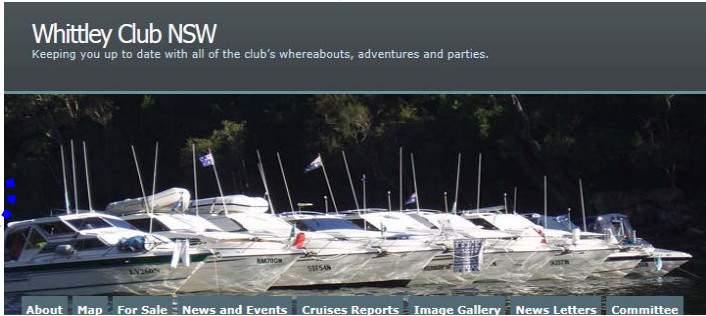 Whittley Club NSW
Keeping you up to date with all of the club's whereabouts, adventures and parties.
About Map For Sale News and Events Cruises Reports Image Gallery News Letters Committee